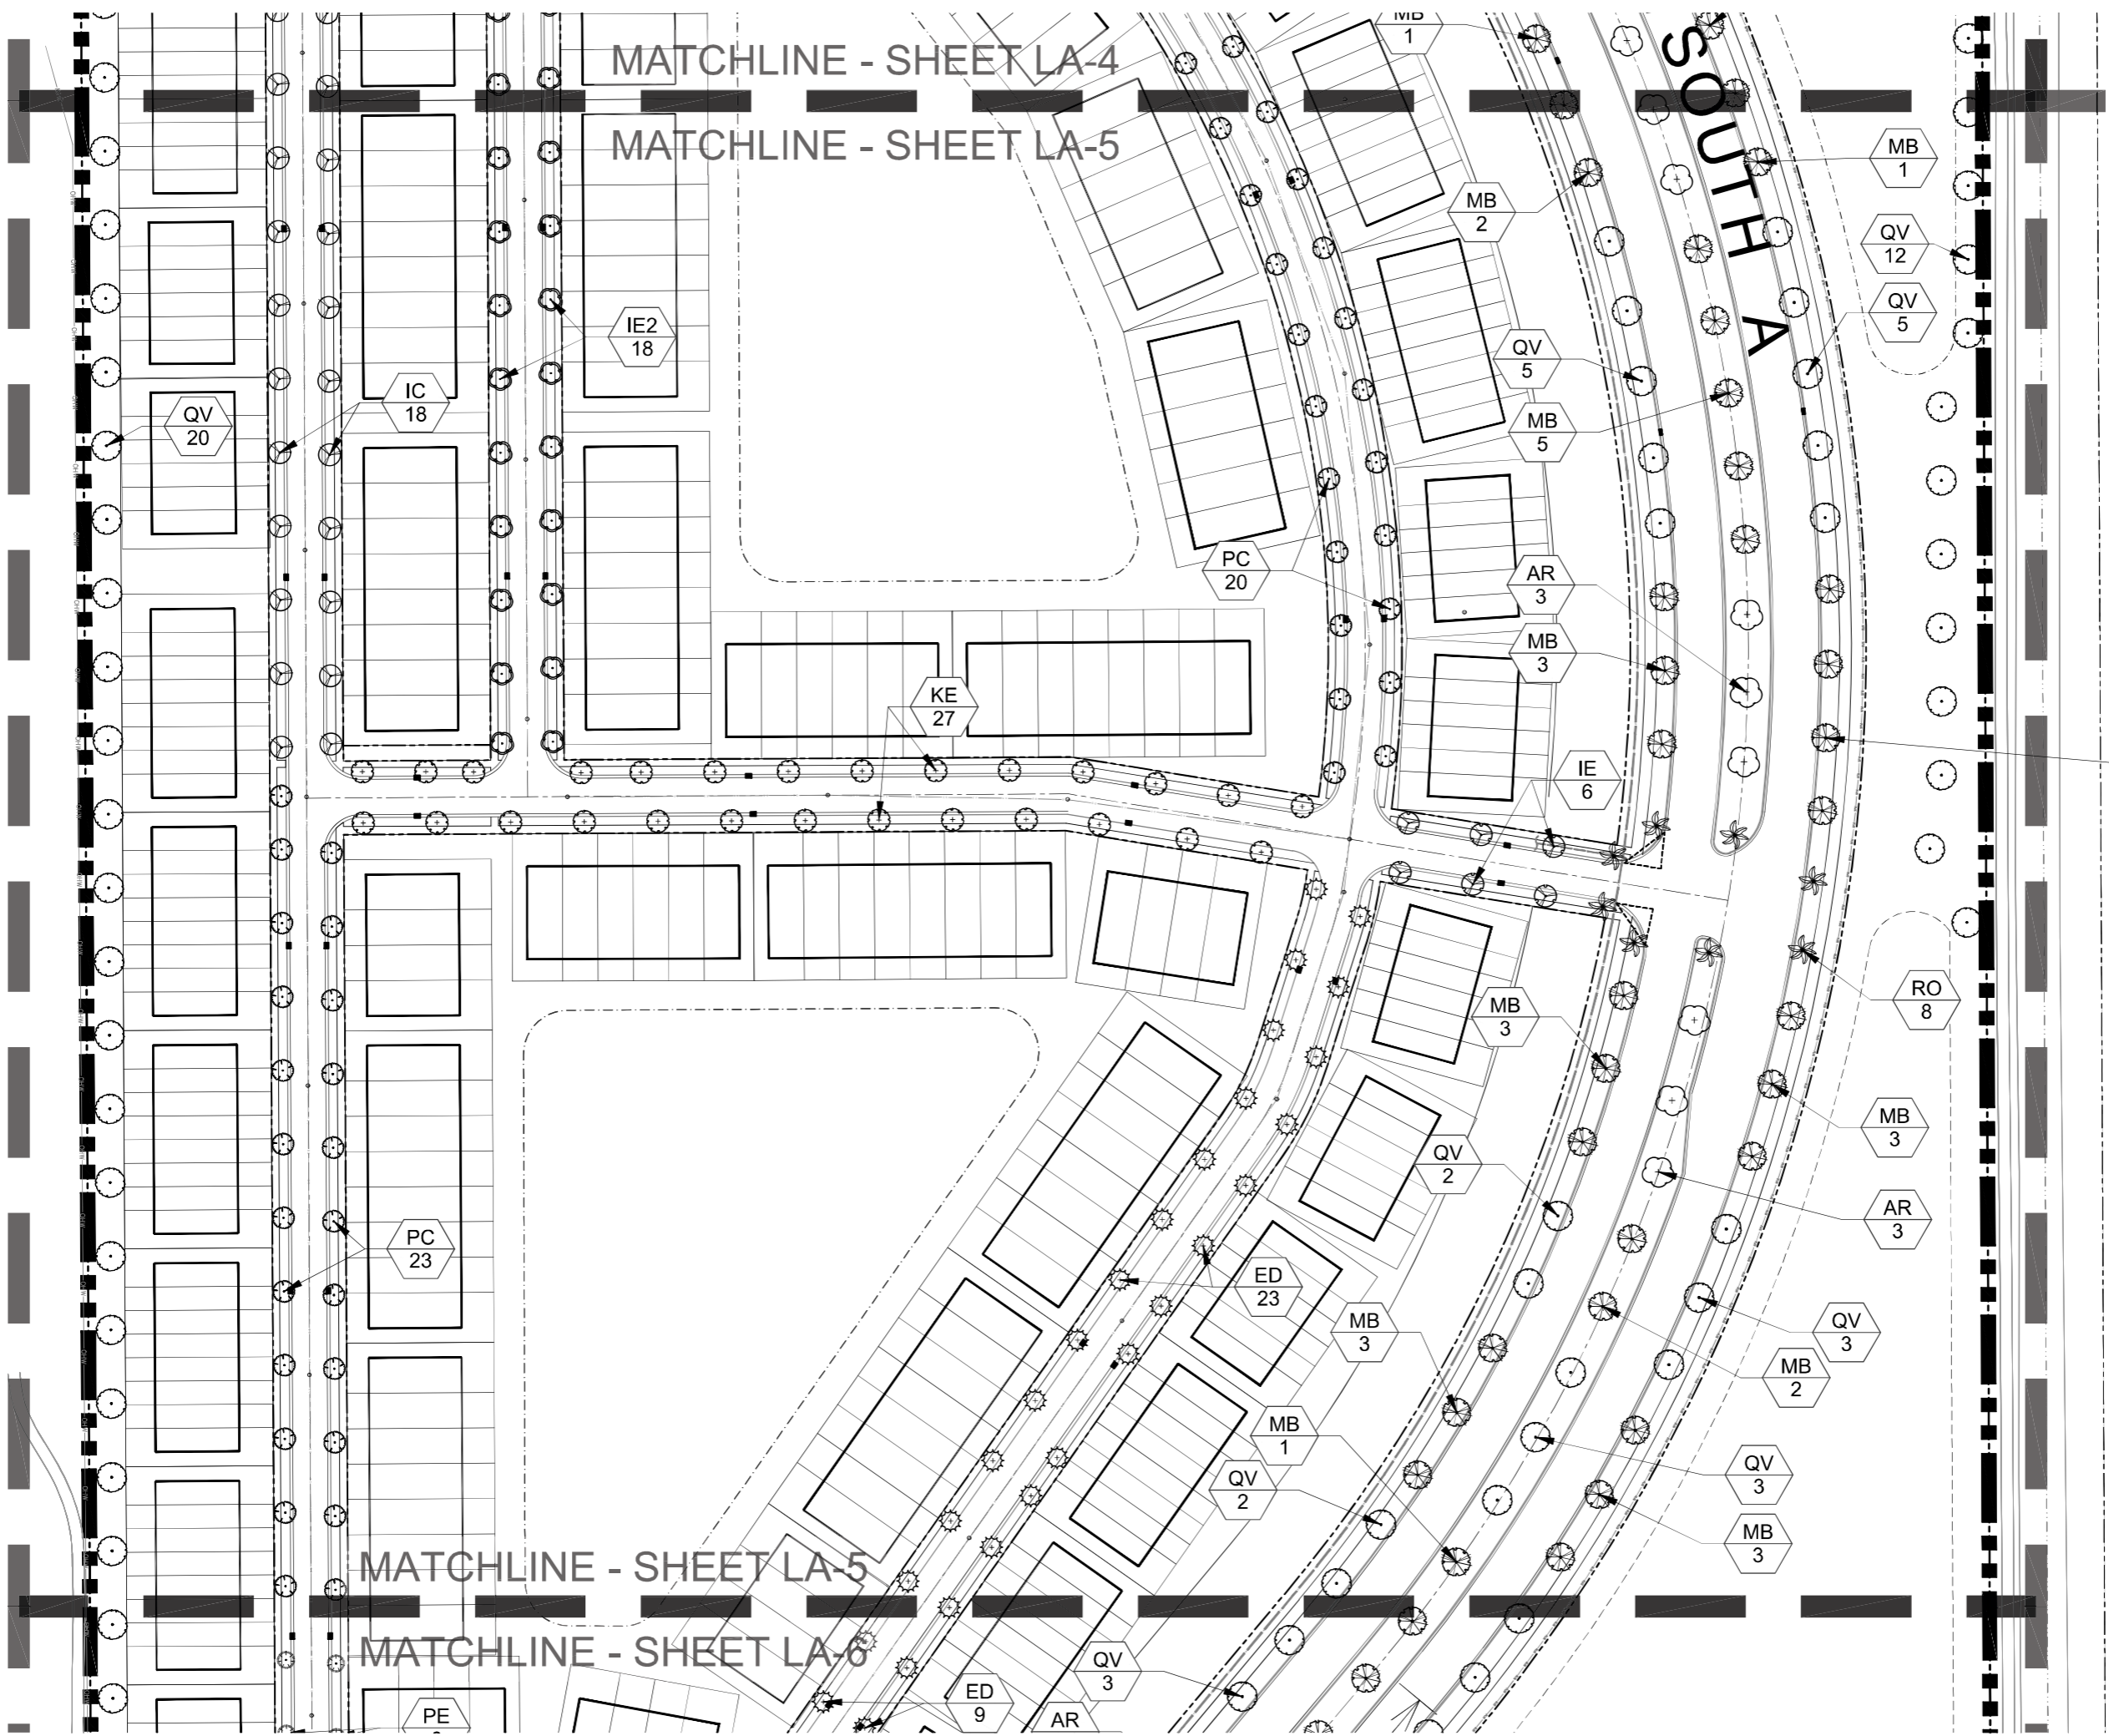 MATCHLINE - SHEET LA-4
MB
1
SOUTH A
MATCHLINE - SHEET LA-5
MB
1
MB
2
QV
12
QV
5
IE2
18
QV
5
IC
18
QV
20
MB
5
PC
20
AR
3
MB
3
KE
27
IE
6
RO
8
MB
3
MB
3
QV
2
AR
3
PC
23
ED
23
MB
3
QV
3
MB
2
MB
1
QV
3
QV
2
MB
3
MATCHLINE - SHEET LA-5
MATCHLINE - SHEET LA-6
QV
3
ED
9
PE
AR